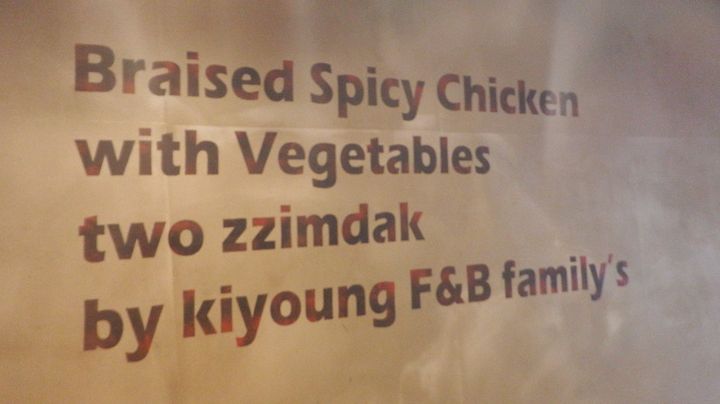 Braised Spicy Chicken
with Vegetables
two zzimdak
by kiyoung F&B family's